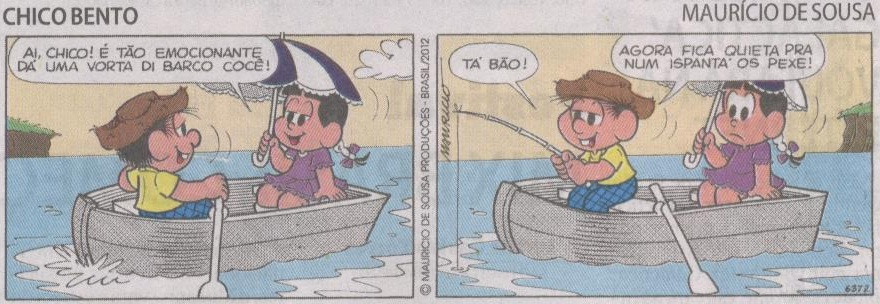 CHICO BENTO
MAURÍCIO DE SOUSA
AI, CHICO! É TÃO EMOCIONANTE
DÁ UMA VORTA DI BARCO COCÊ!
© MAURICIO DE SOUSA PRODUÇÕES - BRASIL/2012
TÁ BÃO!
AGORA FICA QUIETA PRA
NUM ISPANTÁ OS PEXE!
MAURICIO
6372